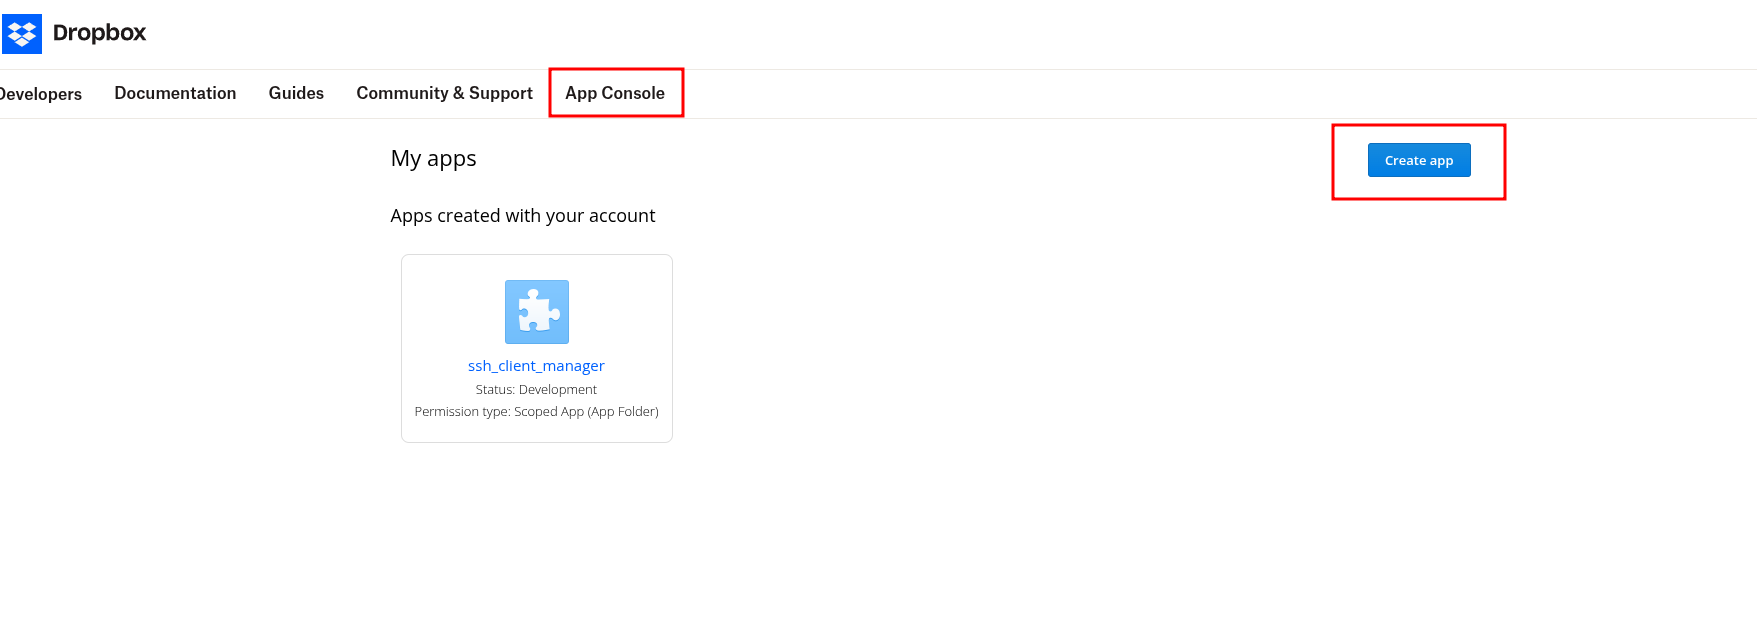 Dropbox
Developers Documentation Guides Community & Support App Console
My apps
Create app
Apps created with your account
ssh_client_manager
Status: Development
Permission type: Scoped App (App Folder)